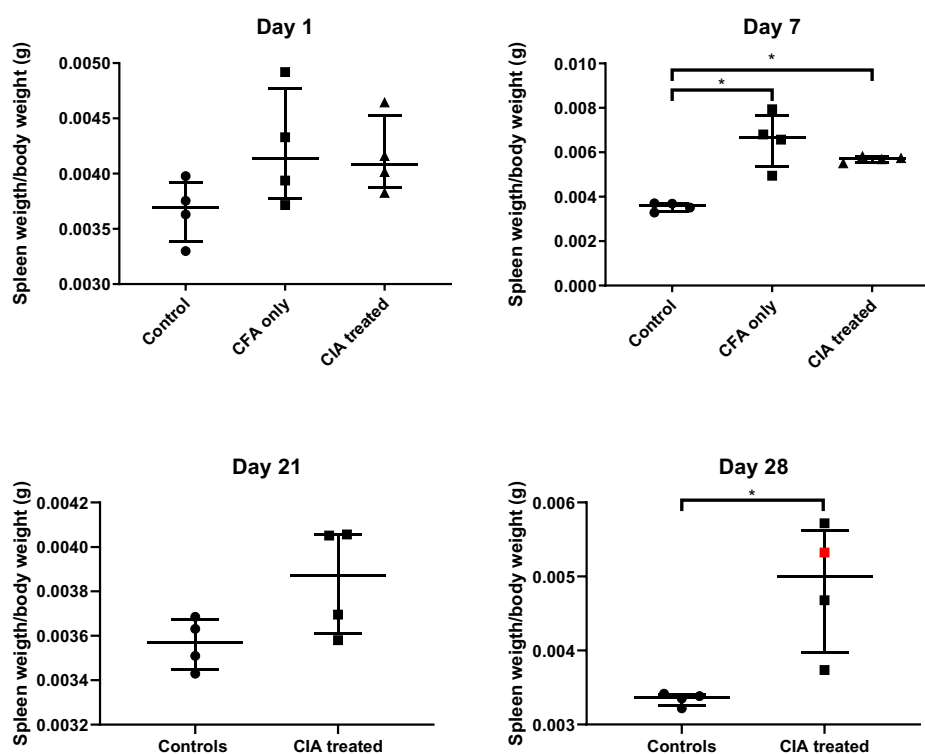 Day 1
Spleen weigth/body weight (g)
0.0050
0.0045
0.0040
0.0035
0.0030
Control
CFA only
CIA treated
Day 7
Spleen weigth/body weight (g)
0.010
0.008
0.006
0.004
0.002
0.000
*
*
Control
CFA only
CIA treated
Day 21
Spleen weigth/body weight (g)
0.0042
0.0040
0.0038
0.0036
0.0034
0.0032
Controls
CIA treated
Day 28
Spleen weigth/body weight (g)
0.006
0.005
0.004
0.003
*
Controls
CIA treated